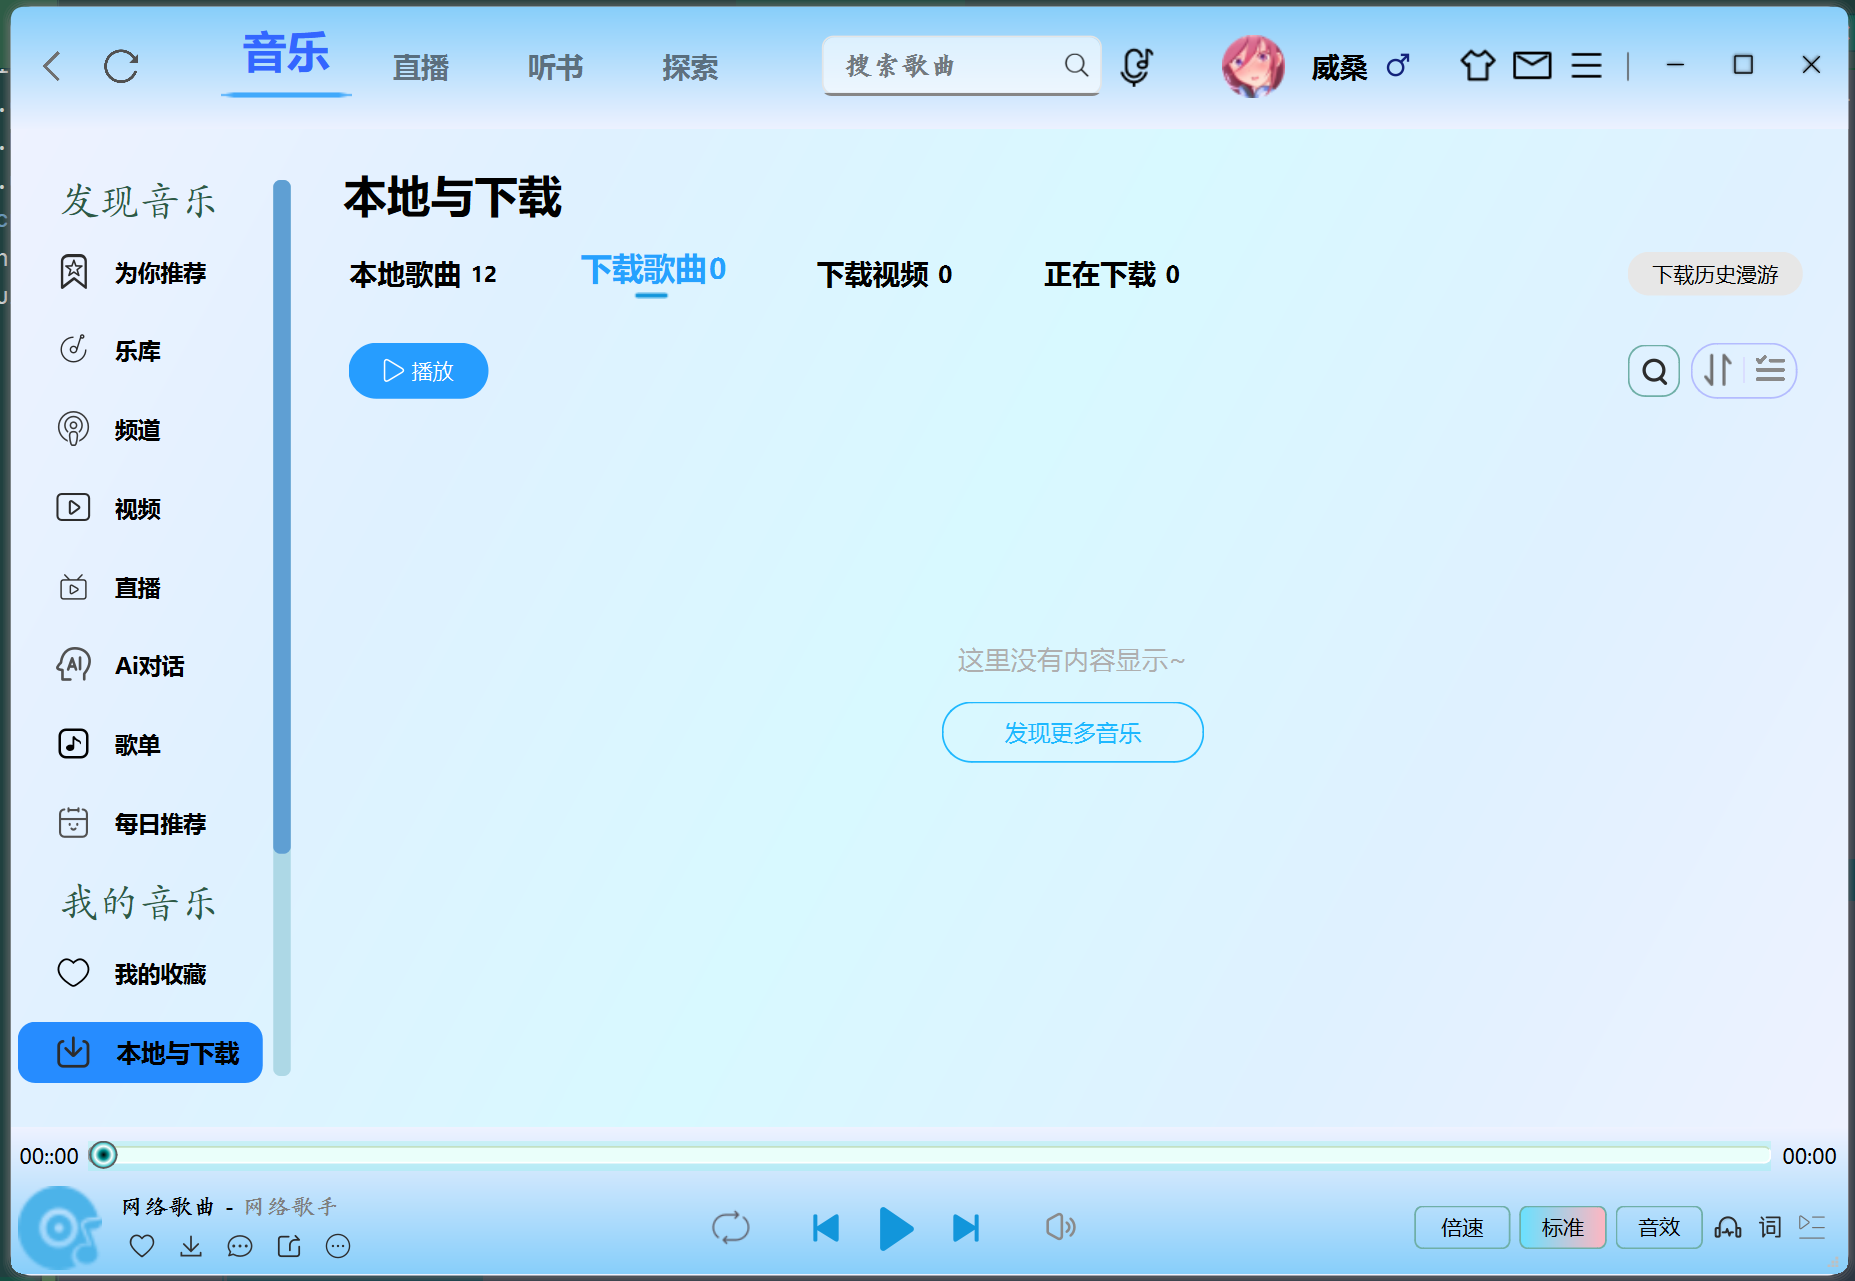 音乐
直播
听书
探索
搜索歌曲
威桑
发现音乐
为你推荐
乐库
频道
视频
直播
Ai对话
歌单
每日推荐
我的音乐
我的收藏
本地与下载
本地与下载
本地歌曲 12
下载歌曲0
下载视频 0
正在下载 0
下载历史漫游
播放
这里没有内容显示~
发现更多音乐
00::00
00:00
网络歌曲 - 网络歌手
倍速
标准
音效
词